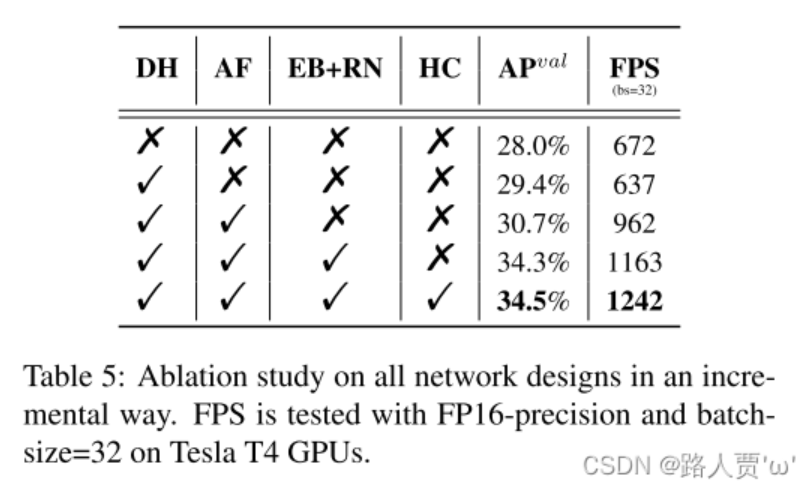 DH AF EB+RN HC AP^val FPS
(bs=32)
✗ ✗ ✗ ✗ 28.0% 672
✓ ✗ ✗ ✗ 29.4% 637
✓ ✓ ✗ ✗ 30.7% 962
✓ ✓ ✓ ✗ 34.3% 1163
✓ ✓ ✓ ✓ 34.5% 1242
Table 5: Ablation study on all network designs in an incre-
mental way. FPS is tested with FP16-precision and batch-
size=32 on Tesla T4 GPUs.
CSDN @路人贾'ω'